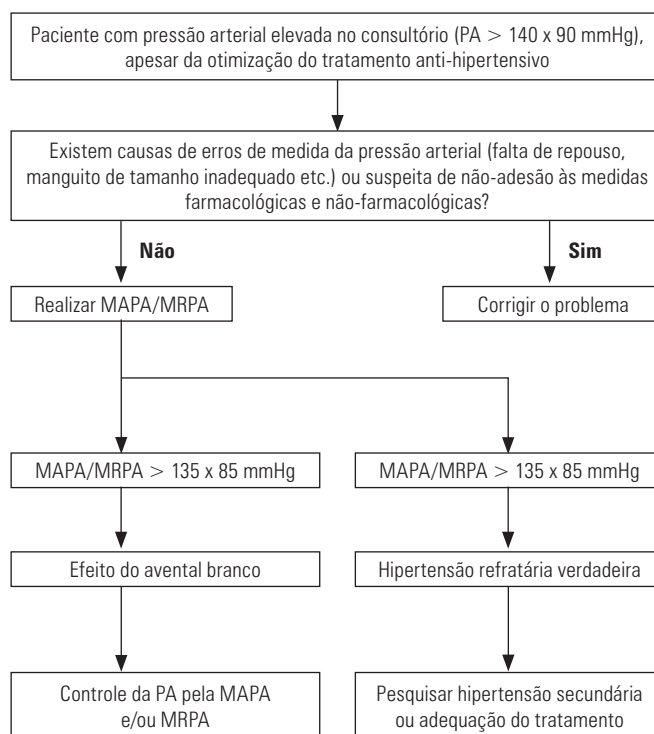 Paciente com pressão arterial elevada no consultório (PA > 140 x 90 mmHg),
apesar da otimização do tratamento anti-hipertensivo
Existem causas de erros de medida da pressão arterial (falta de repouso,
manguito de tamanho inadequado etc.) ou suspeita de não-adesão às medidas
farmacológicas e não-farmacológicas?
Não
Sim
Realizar MAPA/MRPA
Corrigir o problema
MAPA/MRPA > 135 x 85 mmHg
MAPA/MRPA > 135 x 85 mmHg
Efeito do avental branco
Hipertensão refratária verdadeira
Controle da PA pela MAPA
e/ou MRPA
Pesquisar hipertensão secundária
ou adequação do tratamento